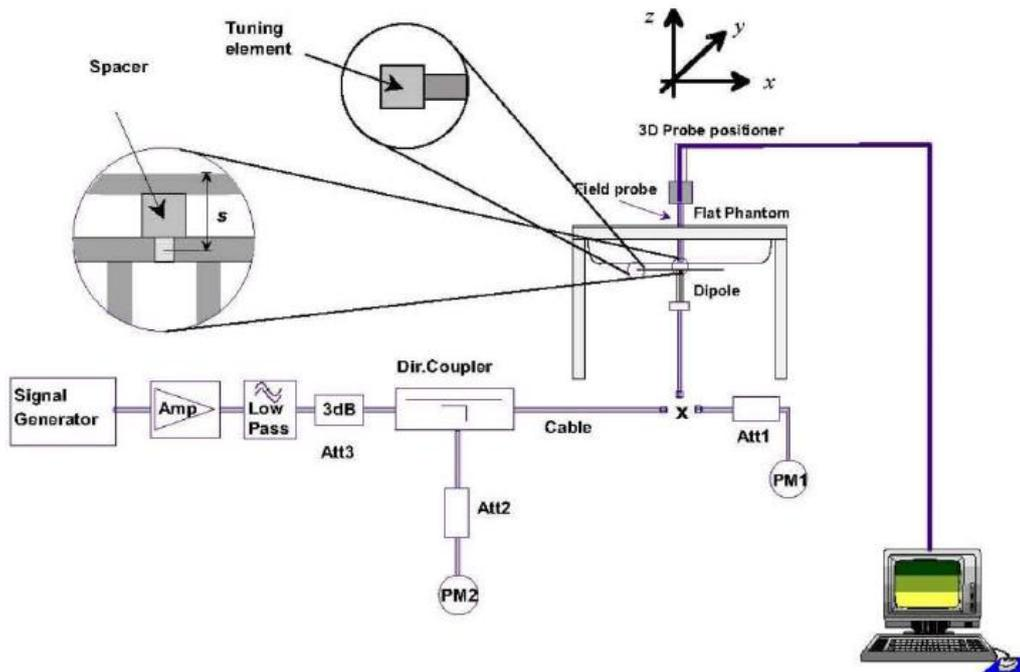 Tuning
element
Spacer
s
z
y
x
3D Probe positioner
Field probe
Flat Phantom
Dipole
Signal
Generator
Amp
Low
Pass
3dB
Att3
Dir.Coupler
Cable
x
Att1
PM1
Att2
PM2